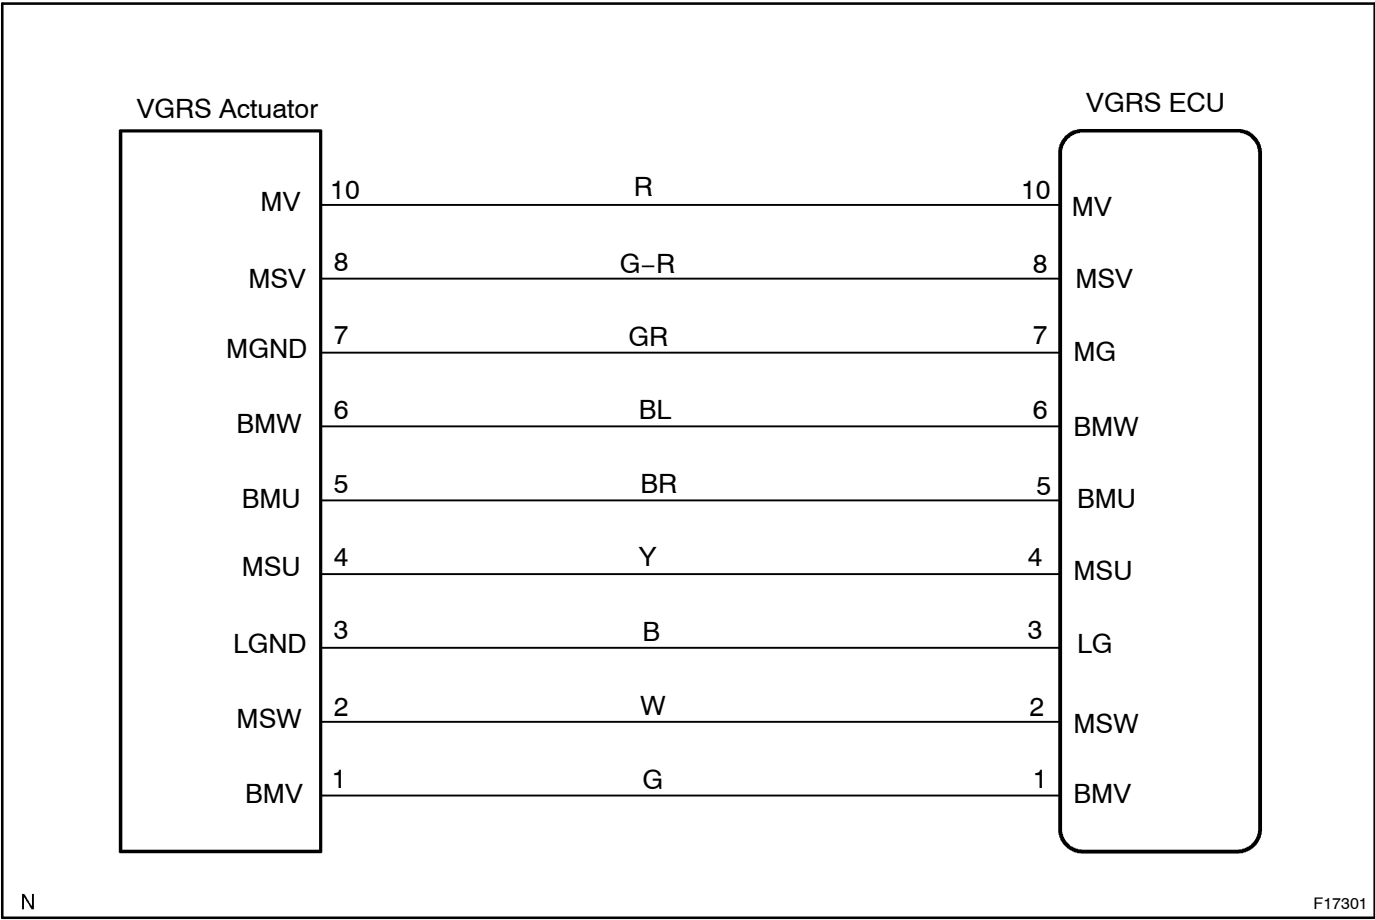 VGRS Actuator VGRS ECU
MV 10 R 10 MV
MSV 8 G−R 8 MSV
MGND 7 GR 7 MG
BMW 6 BL 6 BMW
BMU 5 BR 5 BMU
MSU 4 Y 4 MSU
LGND 3 B 3 LG
MSW 2 W 2 MSW
BMV 1 G 1 BMV
N F17301